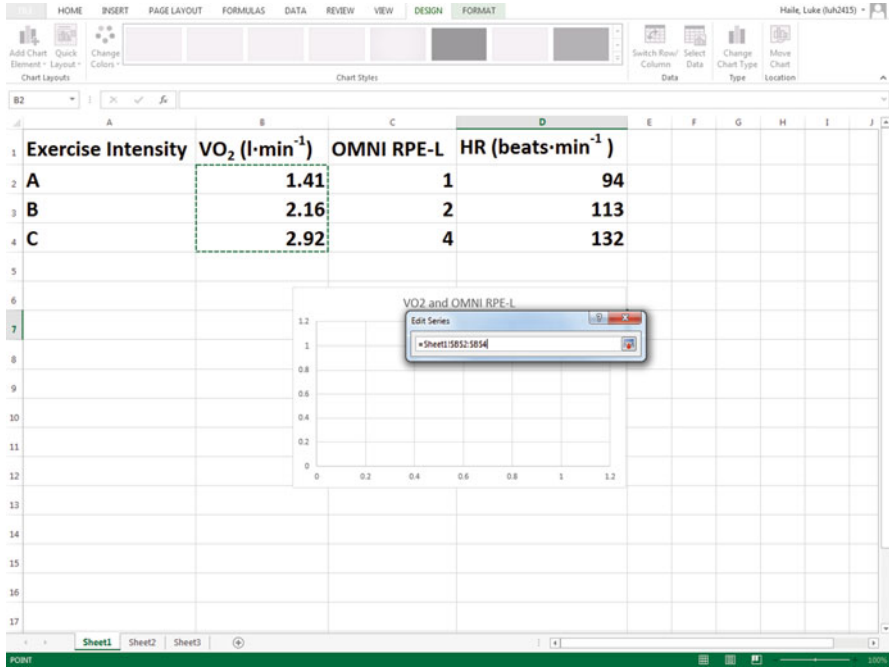 FILE HOME INSERT PAGE LAYOUT FORMULAS DATA REVIEW VIEW DESIGN FORMAT Haile, Luke (luh2415)
Add Chart Element Quick Layout Change Colors Switch Row/ Column Select Data Change Chart Type Move Chart
Chart Layouts Chart Styles Data Type Location
B2 fx
A B C D E F G H I J
1 Exercise Intensity VO₂ (l·min⁻¹) OMNI RPE-L HR (beats·min⁻¹ )
2 A 1.41 1 94
3 B 2.16 2 113
4 C 2.92 4 132
5
6
VO2 and OMNI RPE-L
1.2 Edit Series
7
1 =Sheet1!$B$2:$B$4
8
0.8
9
0.6
10 0.4
11 0.2
0
12 0 0.2 0.4 0.6 0.8 1 1.2
13
14
15
16
17
Sheet1 Sheet2 Sheet3
POINT 100%